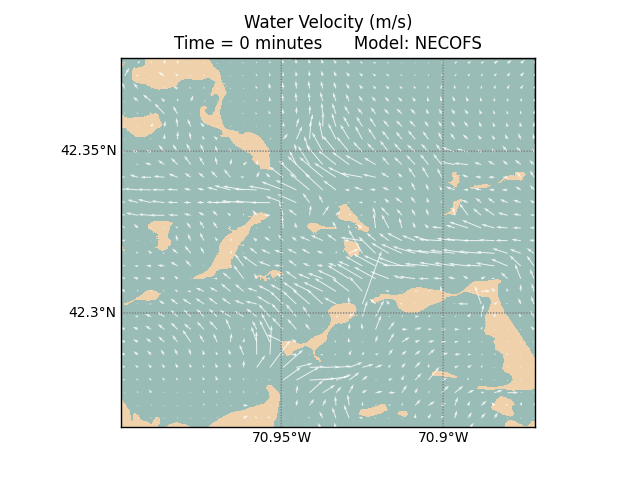 Water Velocity (m/s)
Time = 0 minutes      Model: NECOFS
42.35°N
42.3°N
70.95°W 70.9°W